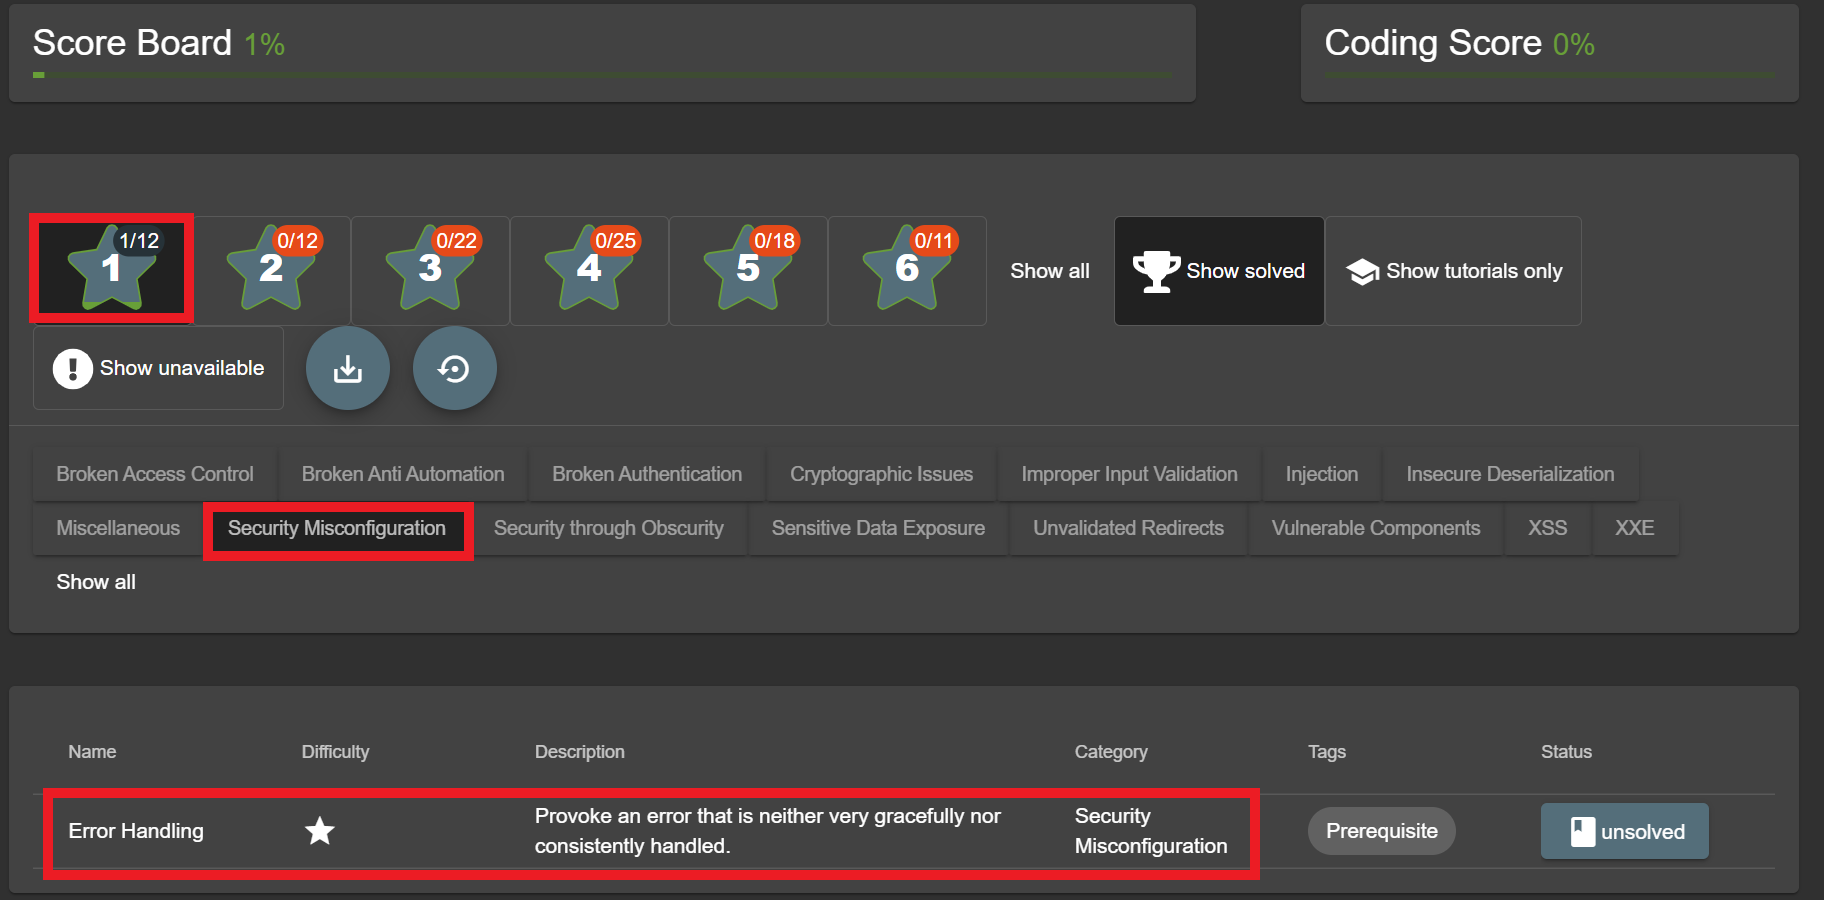 Score Board 1%
Coding Score 0%
1 1/12
2 0/12
3 0/22
4 0/25
5 0/18
6 0/11
Show all
Show solved
Show tutorials only
Show unavailable
Broken Access Control
Broken Anti Automation
Broken Authentication
Cryptographic Issues
Improper Input Validation
Injection
Insecure Deserialization
Miscellaneous
Security Misconfiguration
Security through Obscurity
Sensitive Data Exposure
Unvalidated Redirects
Vulnerable Components
XSS
XXE
Show all
Name
Difficulty
Description
Category
Tags
Status
Error Handling
Provoke an error that is neither very gracefully nor
consistently handled.
Security
Misconfiguration
Prerequisite
unsolved